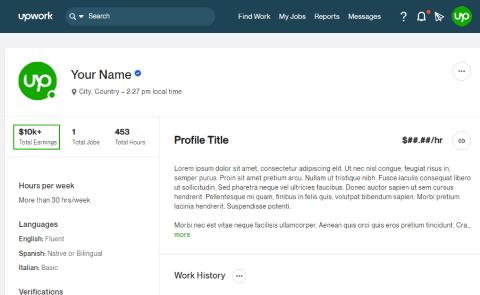 upwork Search Find Work My Jobs Reports Messages ? up
up Your Name
City, Country – 2:27 pm local time
$10k+ 1 453
Total Earnings Total Jobs Total Hours
Hours per week
More than 30 hrs/week
Languages
English: Fluent
Spanish: Native or Bilingual
Italian: Basic
Verifications
Profile Title $##.##/hr
Lorem ipsum dolor sit amet, consectetur adipiscing elit. Ut nec nisl congue, feugiat risus in,
semper purus. Proin sit amet pretium arcu. Nullam ut tristique nibh. Fusce iaculis consequat libero
ut sollicitudin. Sed pharetra neque vel ultricies faucibus. Donec auctor sapien ut sem cursus
hendrerit. Pellentesque mi quam, finibus in felis quis, volutpat bibendum sapien. Morbi pretium
lacinia hendrerit. Suspendisse potenti.
Morbi nec est vitae neque facilisis ullamcorper. Aenean quis orci quis eros pretium tincidunt. Cra...
more
Work History